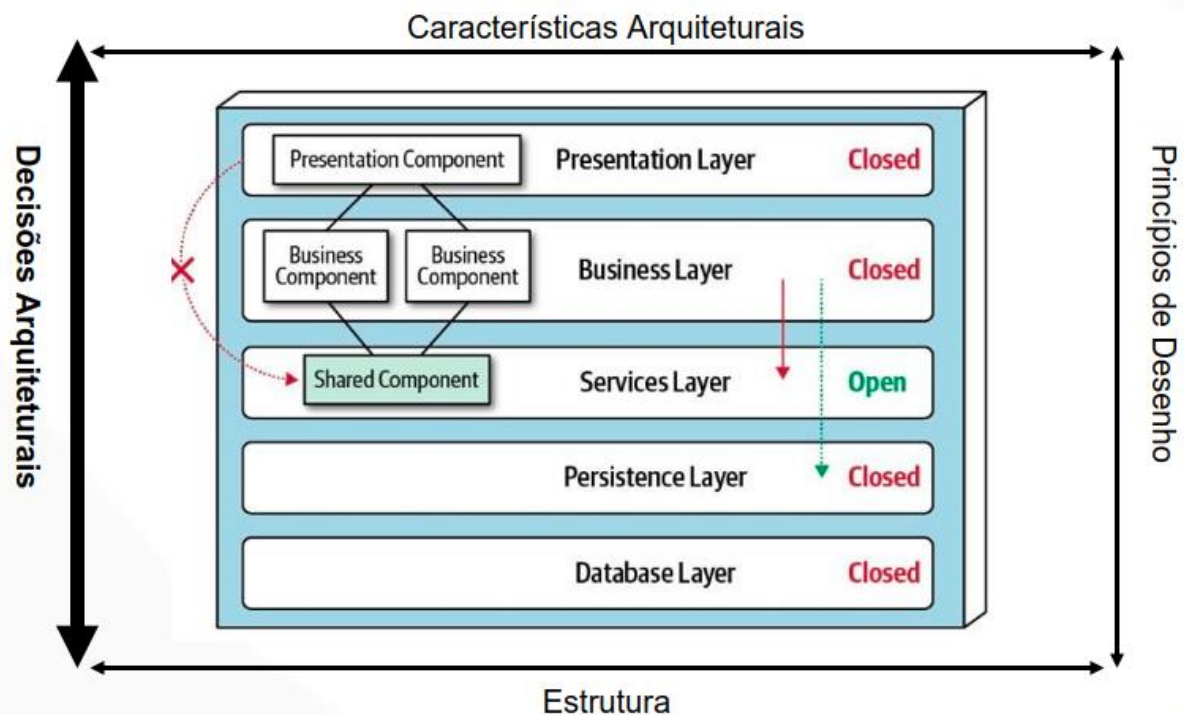 Características Arquiteturais
Decisões Arquiteturais
Presentation Component
Presentation Layer
Closed
Business
Component
Business
Component
Business Layer
Closed
Shared Component
Services Layer
Open
Persistence Layer
Closed
Database Layer
Closed
Princípios de Desenho
Estrutura